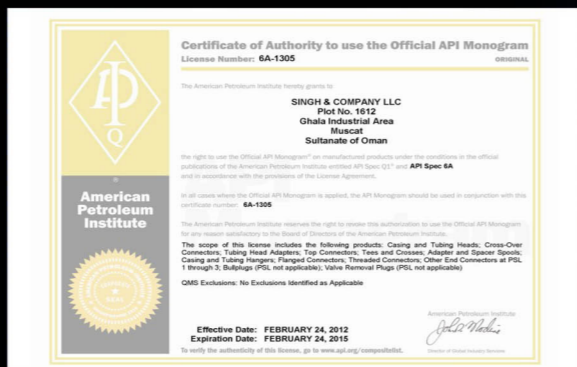 Certificate of Authority to use the Official API Monogram
License Number: 6A-1305
ORIGINAL
The American Petroleum Institute hereby grants to
SINGH & COMPANY LLC
Plot No. 1612
Ghala Industrial Area
Muscat
Sultanate of Oman
the right to use the Official API Monogram® on manufactured products under the conditions in the official
publications of the American Petroleum Institute entitled API Spec Q1® and API Spec 6A
and in accordance with the provisions of the License Agreement.
In all cases where the Official API Monogram is applied, the API Monogram should be used in conjunction with this
certificate number: 6A-1305
The American Petroleum Institute reserves the right to revoke this authorization to use the Official API Monogram
for any reason satisfactory to the Board of Directors of the American Petroleum Institute.
The scope of this license includes the following products: Casing and Tubing Heads; Cross-Over
Connectors; Tubing Head Adapters; Top Connectors; Tees and Crosses; Adapter and Spacer Spools;
Casing and Tubing Hangers; Flanged Connectors; Threaded Connectors; Other End Connectors at PSL
1 through 3; Bullplugs (PSL not applicable); Valve Removal Plugs (PSL not applicable)
QMS Exclusions: No Exclusions Identified as Applicable
American Petroleum Institute
Effective Date: FEBRUARY 24, 2012
Expiration Date: FEBRUARY 24, 2015
To verify the authenticity of this license, go to www.api.org/compositelist.
Director of Global Industry Services
API
Q
®
American
Petroleum
Institute